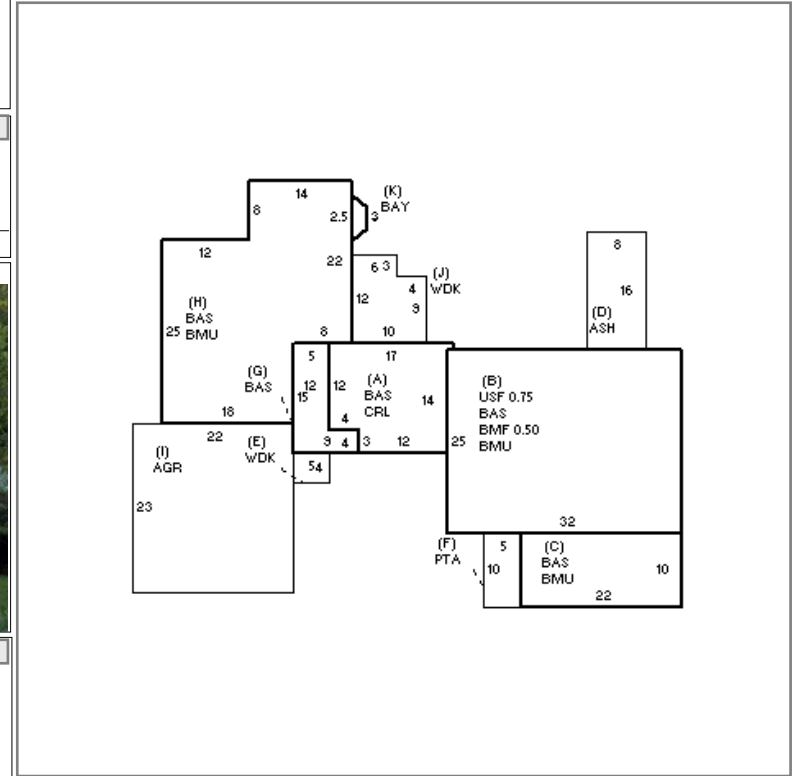 14
(K)
BAY
8
2.5
3
12
22
6 3
(J)
WDK
8
4
16
12
9
(H)
BAS
BMU
(D)
ASH
25
8
10
5
17
(G)
BAS
12
15
12
(A)
BAS
CRL
14
(B)
USF 0.75
BAS
BMF 0.50
BMU
18
4
22
(E)
WDK
9
4
3
12
25
(I)
AGR
54
23
32
(F)
PTA
5
(C)
BAS
BMU
10
10
22